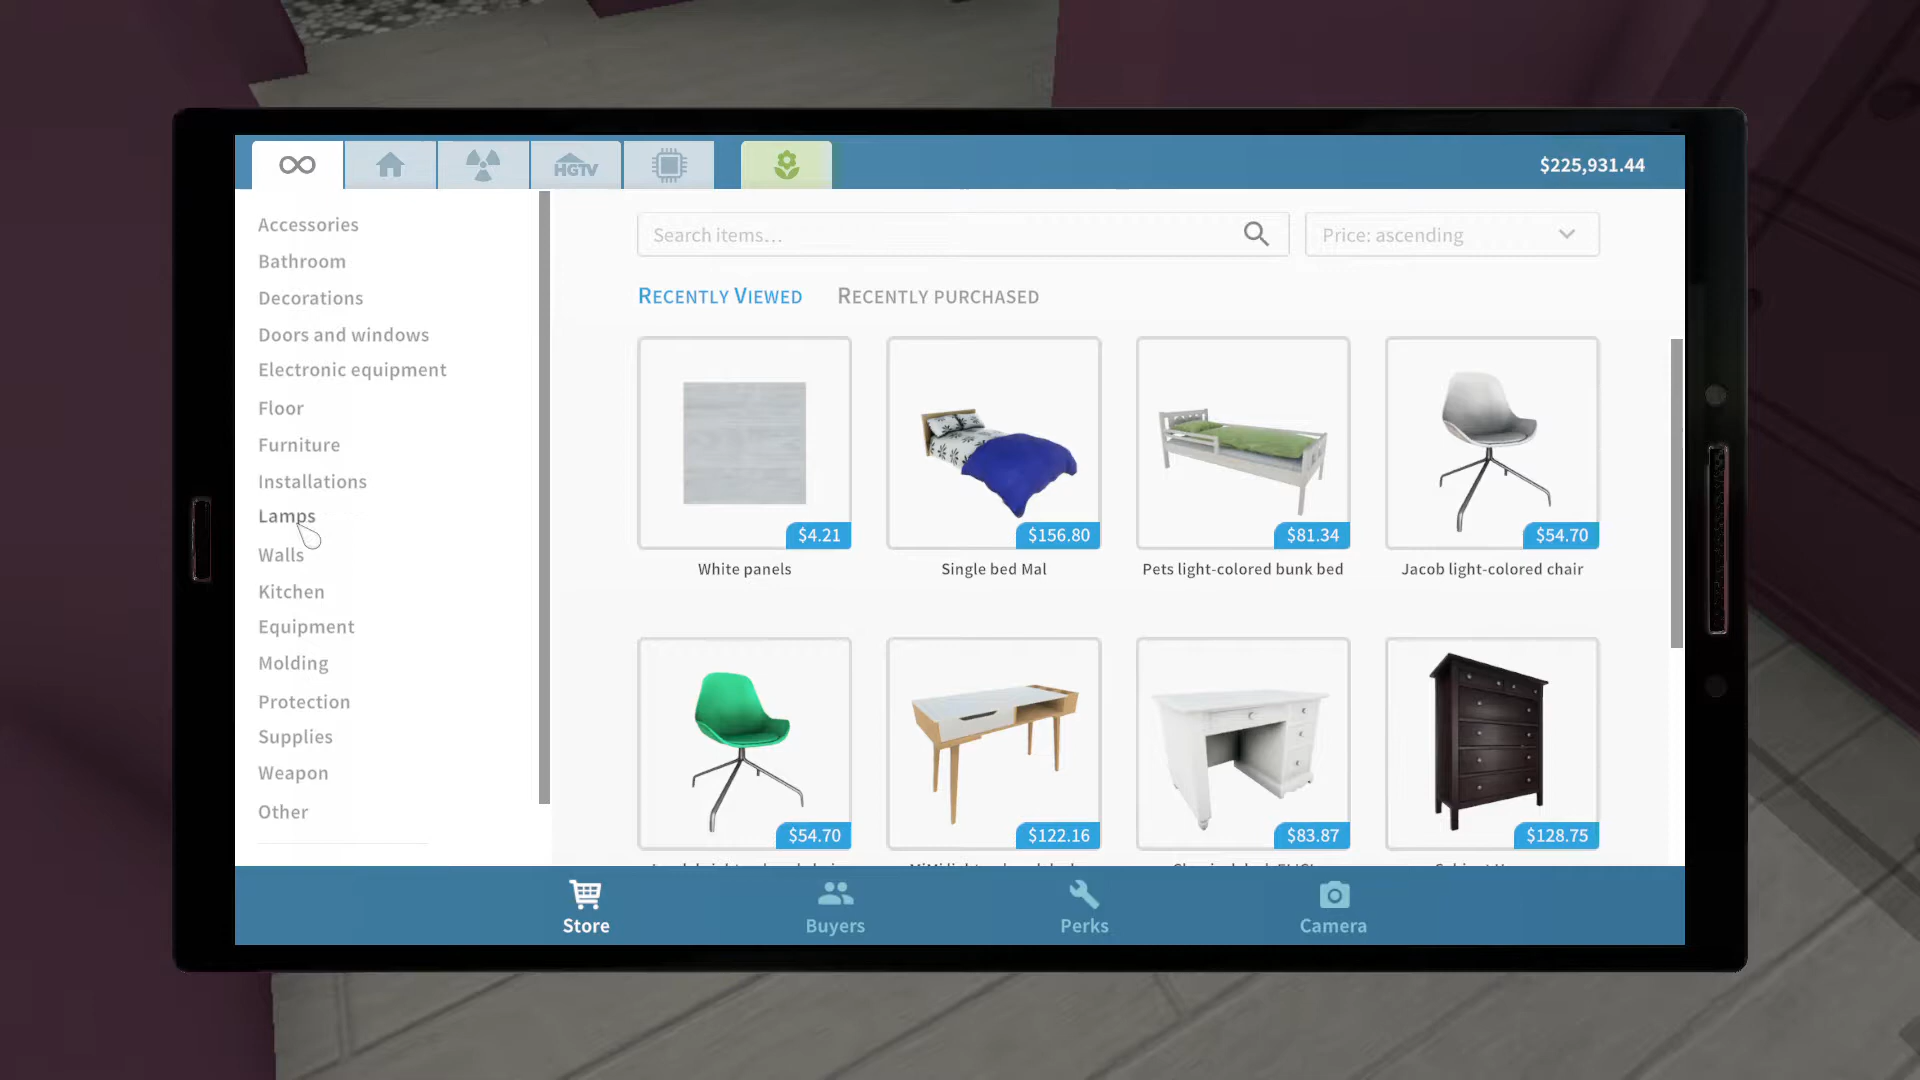 HGTV
$225,931.44
Accessories
Bathroom
Decorations
Doors and windows
Electronic equipment
Floor
Furniture
Installations
Lamps
Walls
Kitchen
Equipment
Molding
Protection
Supplies
Weapon
Other
Search items...
Price: ascending
RECENTLY VIEWED
RECENTLY PURCHASED
$4.21
$156.80
$81.34
$54.70
White panels
Single bed Mal
Pets light-colored bunk bed
Jacob light-colored chair
$54.70
$122.16
$83.87
$128.75
Store
Buyers
Perks
Camera